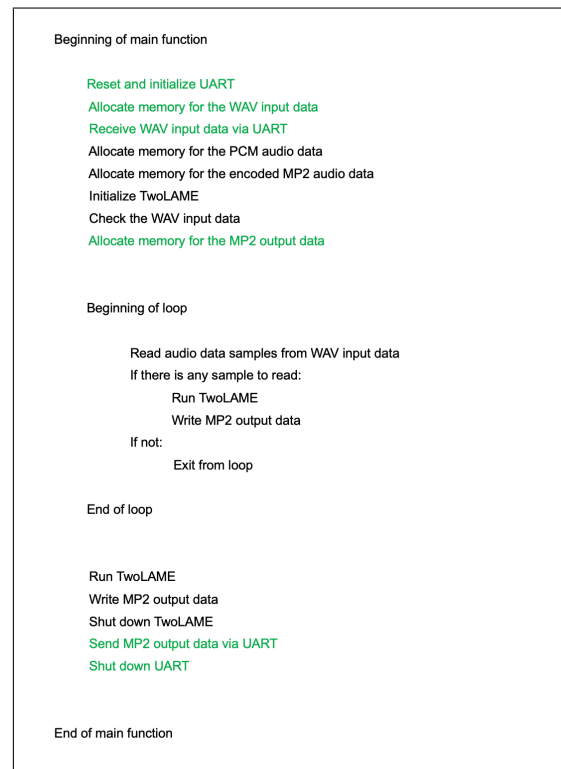 Beginning of main function
Reset and initialize UART
Allocate memory for the WAV input data
Receive WAV input data via UART
Allocate memory for the PCM audio data
Allocate memory for the encoded MP2 audio data
Initialize TwoLAME
Check the WAV input data
Allocate memory for the MP2 output data
Beginning of loop
Read audio data samples from WAV input data
If there is any sample to read:
Run TwoLAME
Write MP2 output data
If not:
Exit from loop
End of loop
Run TwoLAME
Write MP2 output data
Shut down TwoLAME
Send MP2 output data via UART
Shut down UART
End of main function